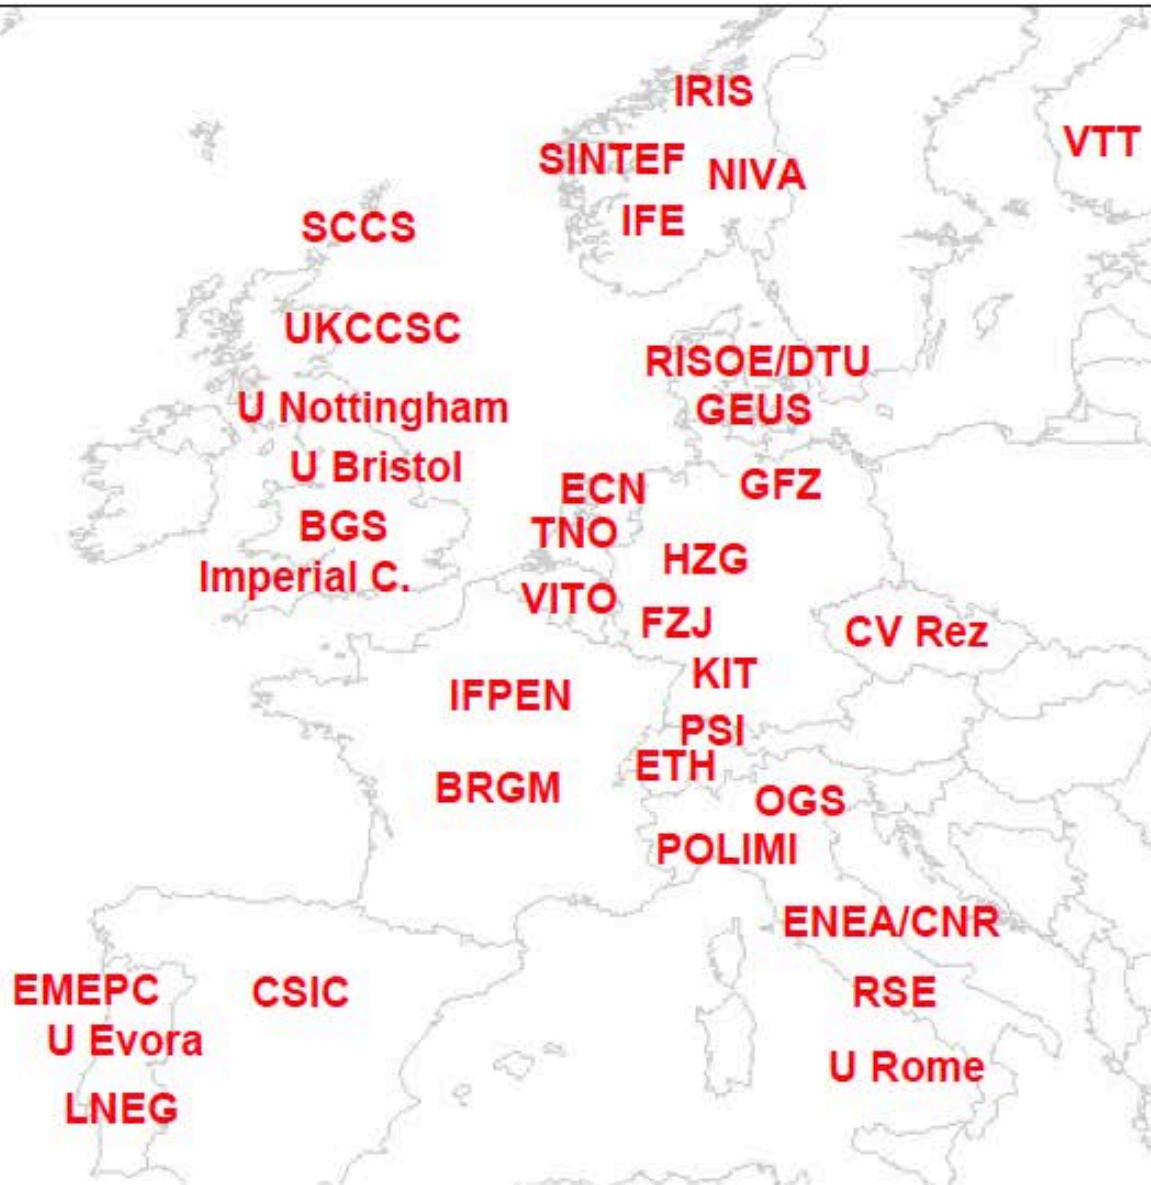 IRIS
VTT
SINTEF
NIVA
IFE
SCCS
UKCCSC
RISOE/DTU
U Nottingham
GEUS
U Bristol
GFZ
ECN
BGS
TNO
HZG
Imperial C.
VITO
FZJ
CV Rez
KIT
IFPEN
PSI
ETH
BRGM
OGS
POLIMI
ENEA/CNR
EMEPC
CSIC
RSE
U Evora
U Rome
LNEG